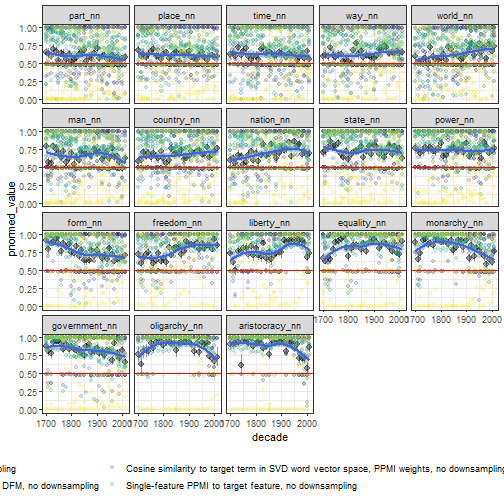 part_nn place_nn time_nn way_nn world_nn
1.00
0.75
0.50
0.25
0.00
man_nn country_nn nation_nn state_nn power_nn
1.00
0.75
0.50
0.25
0.00
form_nn freedom_nn liberty_nn equality_nn monarchy_nn
1.00
0.75
0.50
0.25
0.00
1700 1800 1900 2000 1700 1800 1900 2000
government_nn oligarchy_nn aristocracy_nn
1.00
0.75
0.50
0.25
0.00
1700 1800 1900 2000 1700 1800 1900 2000 1700 1800 1900 2000
pnormed_value
decade
pling Cosine similarity to target term in SVD word vector space, PPMI weights, no downsampling
DFM, no downsampling Single-feature PPMI to target feature, no downsampling